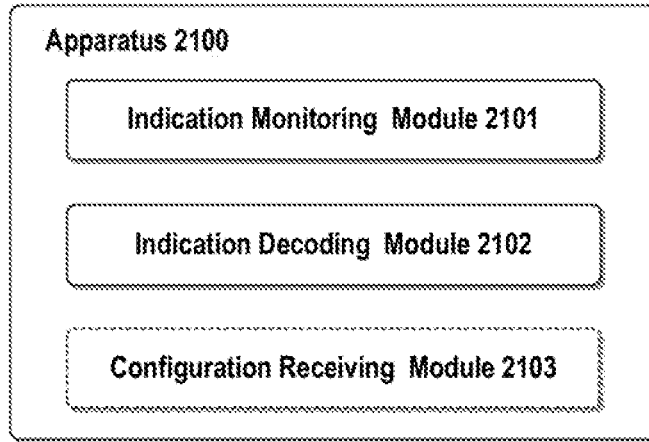 Apparatus 2100
Indication Monitoring Module 2101
Indication Decoding Module 2102
Configuration Receiving Module 2103